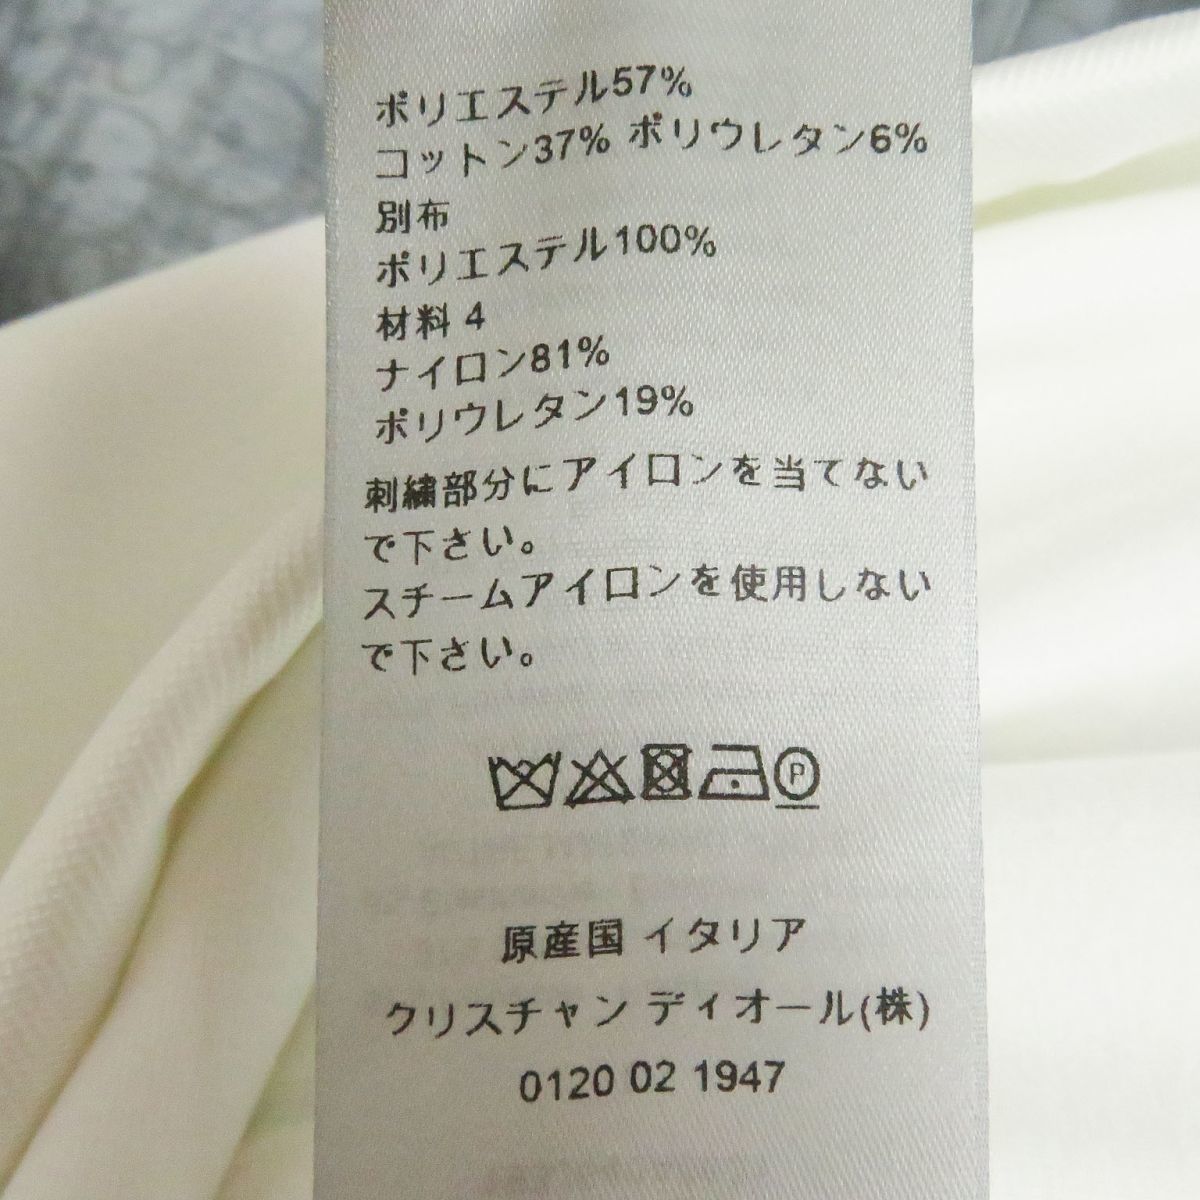 ポリエステル57%
コットン37% ポリウレタン6%
別布
ポリエステル100%
材料 4
ナイロン81%
ポリウレタン19%
刺繍部分にアイロンを当てない
で下さい。
スチームアイロンを使用しない
で下さい。
P
原産国 イタリア
クリスチャン ディオール(株)
0120 02 1947